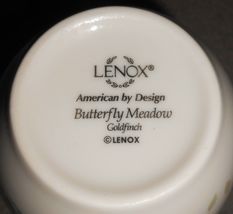 LENOX®
American by Design
Butterfly Meadow
Goldfinch
©LENOX